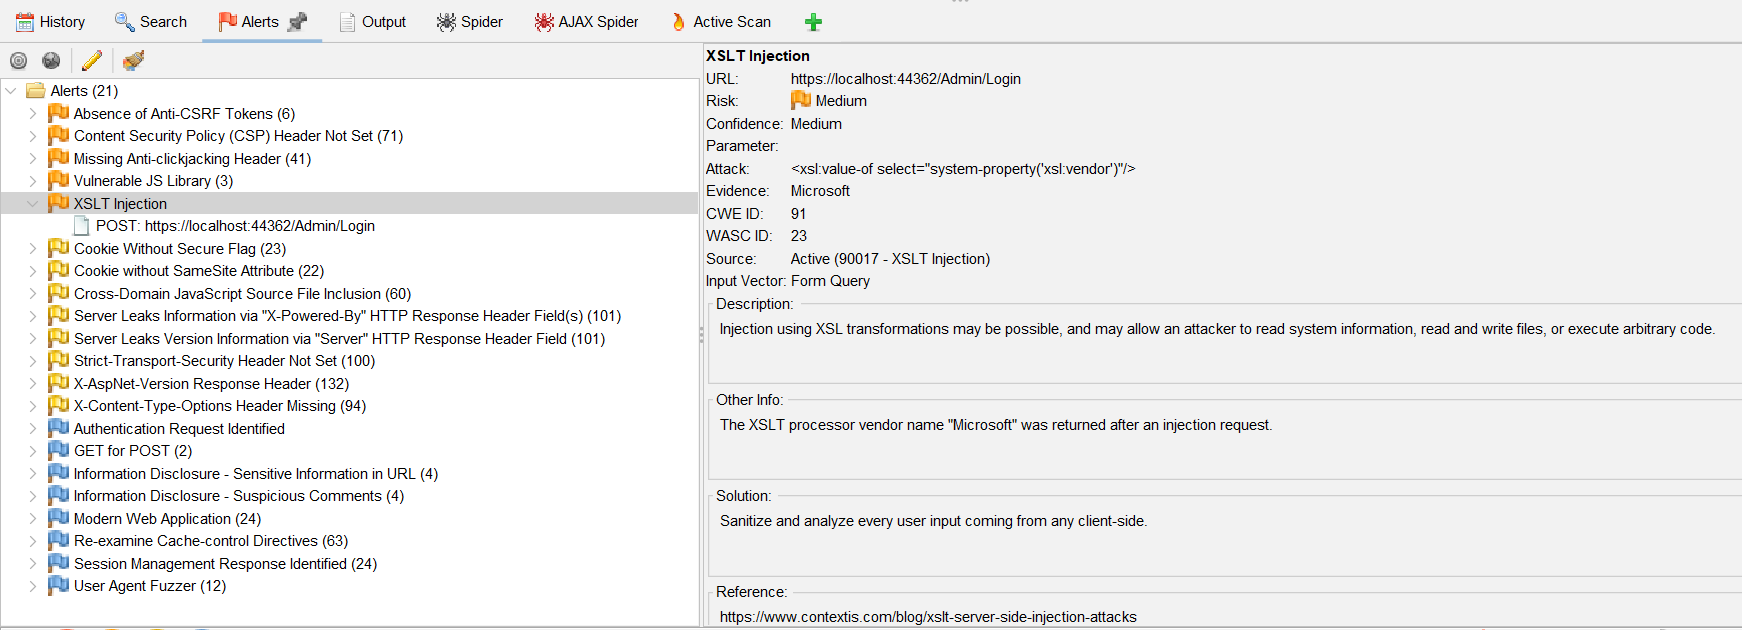 History Search Alerts Output Spider AJAX Spider Active Scan
Alerts (21)
Absence of Anti-CSRF Tokens (6)
Content Security Policy (CSP) Header Not Set (71)
Missing Anti-clickjacking Header (41)
Vulnerable JS Library (3)
XSLT Injection
POST: https://localhost:44362/Admin/Login
Cookie Without Secure Flag (23)
Cookie without SameSite Attribute (22)
Cross-Domain JavaScript Source File Inclusion (60)
Server Leaks Information via "X-Powered-By" HTTP Response Header Field(s) (101)
Server Leaks Version Information via "Server" HTTP Response Header Field (101)
Strict-Transport-Security Header Not Set (100)
X-AspNet-Version Response Header (132)
X-Content-Type-Options Header Missing (94)
Authentication Request Identified
GET for POST (2)
Information Disclosure - Sensitive Information in URL (4)
Information Disclosure - Suspicious Comments (4)
Modern Web Application (24)
Re-examine Cache-control Directives (63)
Session Management Response Identified (24)
User Agent Fuzzer (12)
XSLT Injection
URL: https://localhost:44362/Admin/Login
Risk: Medium
Confidence: Medium
Parameter:
Attack: <xsl:value-of select="system-property('xsl:vendor')"/>
Evidence: Microsoft
CWE ID: 91
WASC ID: 23
Source: Active (90017 - XSLT Injection)
Input Vector: Form Query
Description:
Injection using XSL transformations may be possible, and may allow an attacker to read system information, read and write files, or execute arbitrary code.
Other Info:
The XSLT processor vendor name "Microsoft" was returned after an injection request.
Solution:
Sanitize and analyze every user input coming from any client-side.
Reference:
https://www.contextis.com/blog/xslt-server-side-injection-attacks